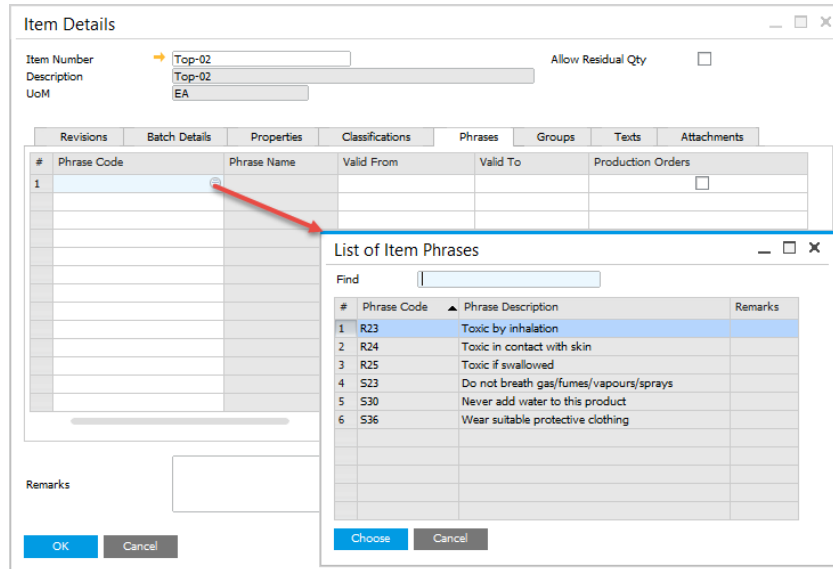 Item Details
Item Number Top-02 Allow Residual Qty
Description Top-02
UoM EA
Revisions Batch Details Properties Classifications Phrases Groups Texts Attachments
# Phrase Code Phrase Name Valid From Valid To Production Orders
1
List of Item Phrases
Find
# Phrase Code Phrase Description Remarks
1 R23 Toxic by inhalation
2 R24 Toxic in contact with skin
3 R25 Toxic if swallowed
4 S23 Do not breath gas/fumes/vapours/sprays
5 S30 Never add water to this product
6 S36 Wear suitable protective clothing
Remarks
Choose Cancel
OK Cancel